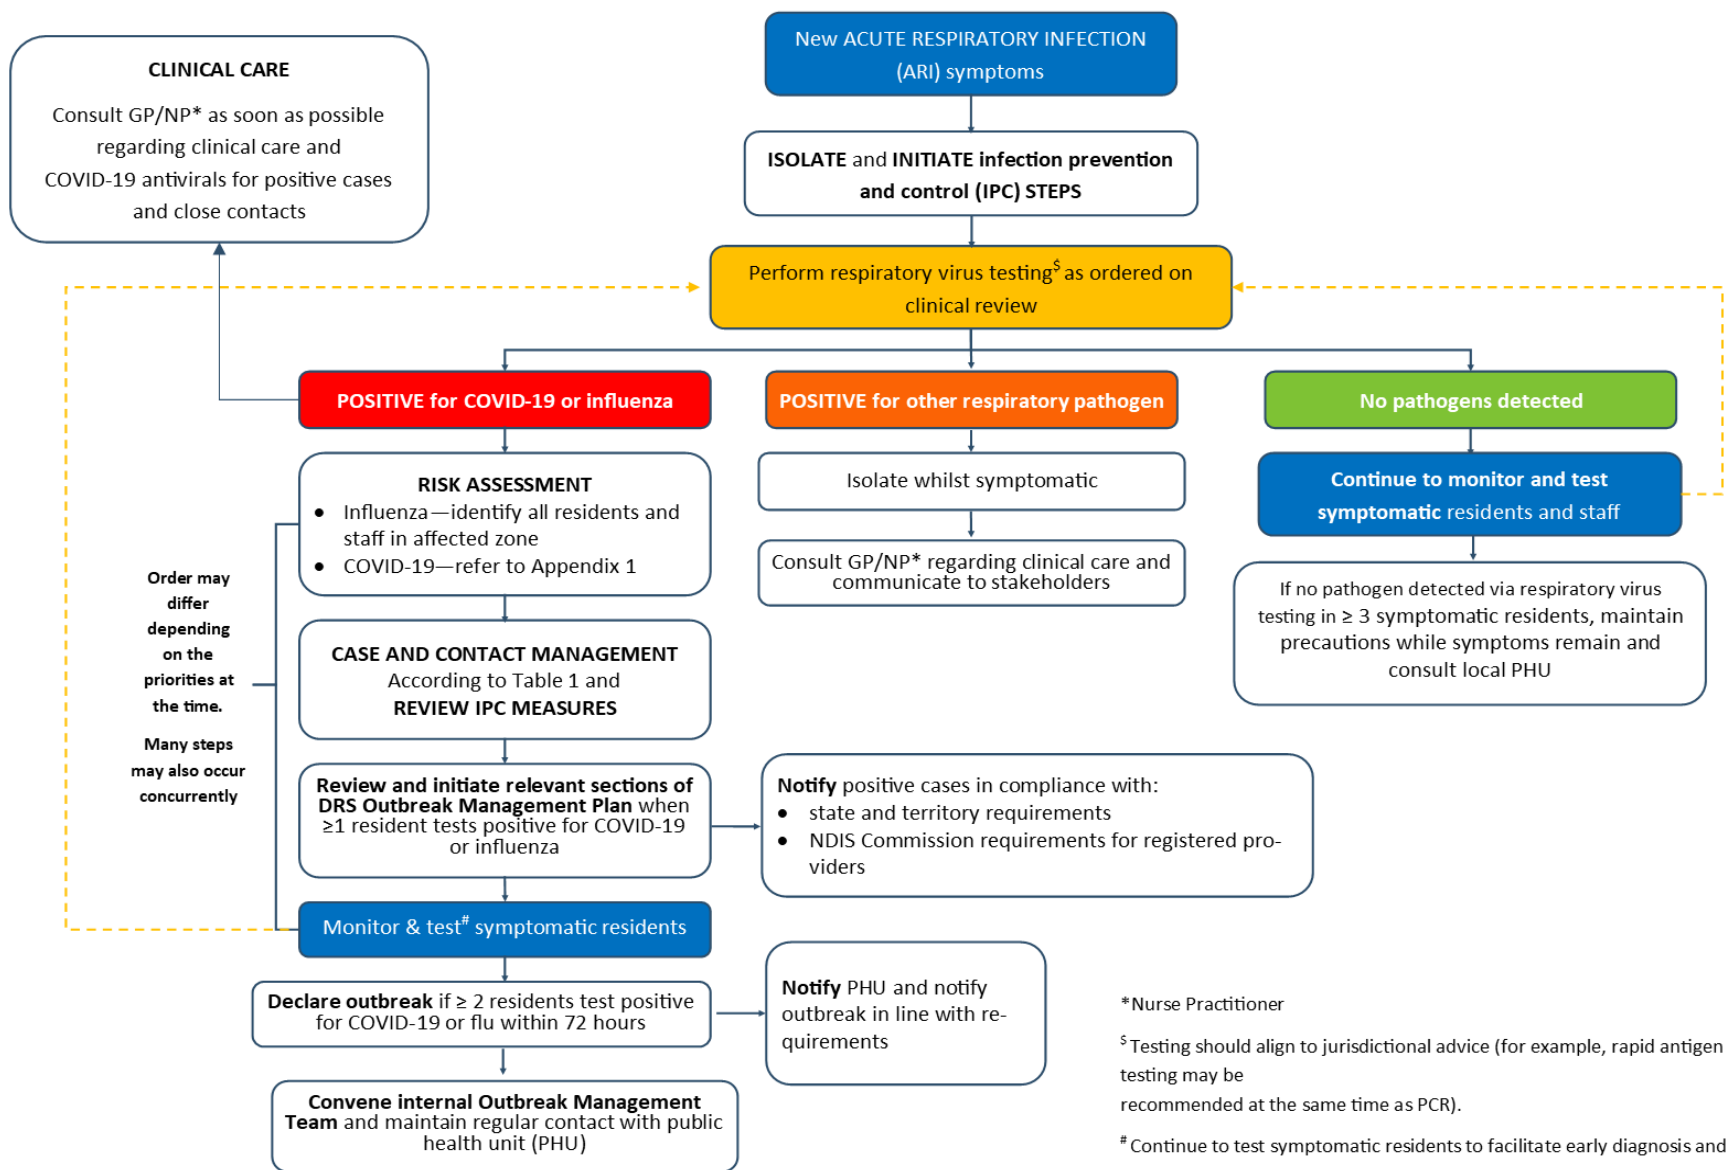 New ACUTE RESPIRATORY INFECTION
(ARI) symptoms
CLINICAL CARE
Consult GP/NP* as soon as possible
regarding clinical care and
COVID-19 antivirals for positive cases
and close contacts
ISOLATE and INITIATE infection prevention
and control (IPC) STEPS
Perform respiratory virus testing$ as ordered on
clinical review
POSITIVE for COVID-19 or influenza
POSITIVE for other respiratory pathogen
No pathogens detected
RISK ASSESSMENT
• Influenza—identify all residents and
staff in affected zone
• COVID-19—refer to Appendix 1
Isolate whilst symptomatic
Continue to monitor and test
symptomatic residents and staff
Consult GP/NP* regarding clinical care and
communicate to stakeholders
If no pathogen detected via respiratory virus
testing in ≥ 3 symptomatic residents, maintain
precautions while symptoms remain and
consult local PHU
Order may
differ
depending
on the
priorities at
the time.
Many steps
may also occur
concurrently
CASE AND CONTACT MANAGEMENT
According to Table 1 and
REVIEW IPC MEASURES
Review and initiate relevant sections of
DRS Outbreak Management Plan when
≥1 resident tests positive for COVID-19
or influenza
Notify positive cases in compliance with:
• state and territory requirements
• NDIS Commission requirements for registered pro-
viders
Monitor & test# symptomatic residents
Declare outbreak if ≥ 2 residents test positive
for COVID-19 or flu within 72 hours
Notify PHU and notify
outbreak in line with re-
quirements
Convene internal Outbreak Management
Team and maintain regular contact with public
health unit (PHU)
*Nurse Practitioner
$ Testing should align to jurisdictional advice (for example, rapid antigen
testing may be
recommended at the same time as PCR).
# Continue to test symptomatic residents to facilitate early diagnosis and